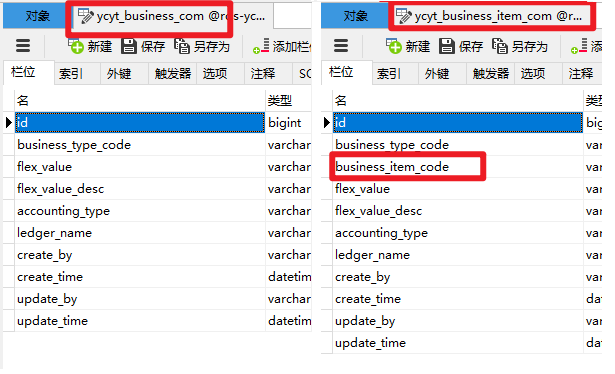 对象
ycyt_business_com @rds-yc...
新建 保存 另存为 添加栏位
栏位 索引 外键 触发器 选项 注释
名 类型
id bigint
business_type_code varchar
flex_value varchar
flex_value_desc varchar
accounting_type varchar
ledger_name varchar
create_by varchar
create_time datetim
update_by varchar
update_time datetim
对象
ycyt_business_item_com @r...
新建 保存 另存为 添
栏位 索引 外键 触发器 选项 注释
名 类
id big
business_type_code var
business_item_code var
flex_value var
flex_value_desc var
accounting_type var
ledger_name var
create_by var
create_time dat
update_by var
update_time dat